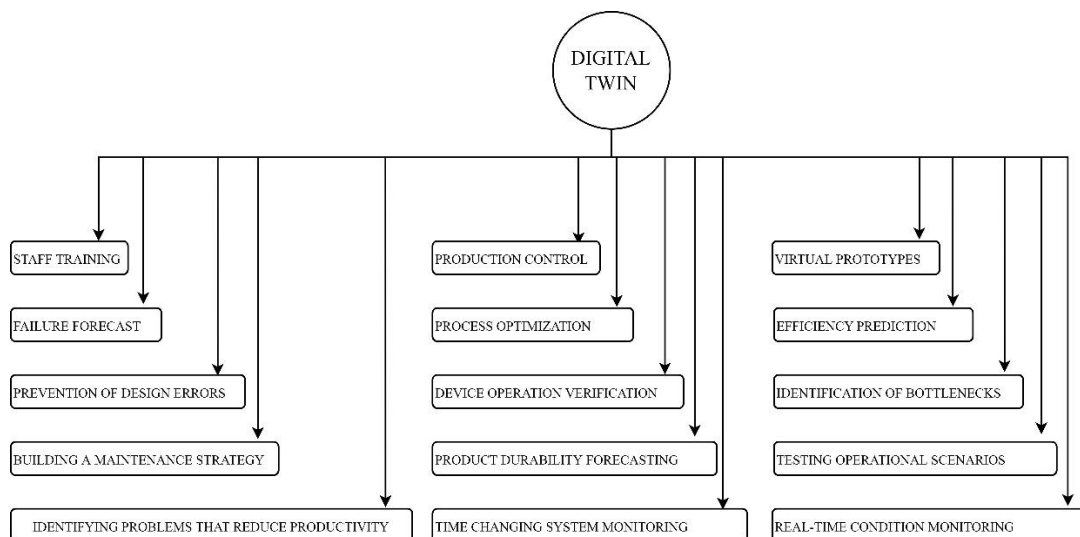 DIGITAL
TWIN
STAFF TRAINING
FAILURE FORECAST
PREVENTION OF DESIGN ERRORS
BUILDING A MAINTENANCE STRATEGY
IDENTIFYING PROBLEMS THAT REDUCE PRODUCTIVITY
PRODUCTION CONTROL
PROCESS OPTIMIZATION
DEVICE OPERATION VERIFICATION
PRODUCT DURABILITY FORECASTING
TIME CHANGING SYSTEM MONITORING
VIRTUAL PROTOTYPES
EFFICIENCY PREDICTION
IDENTIFICATION OF BOTTLENECKS
TESTING OPERATIONAL SCENARIOS
REAL-TIME CONDITION MONITORING